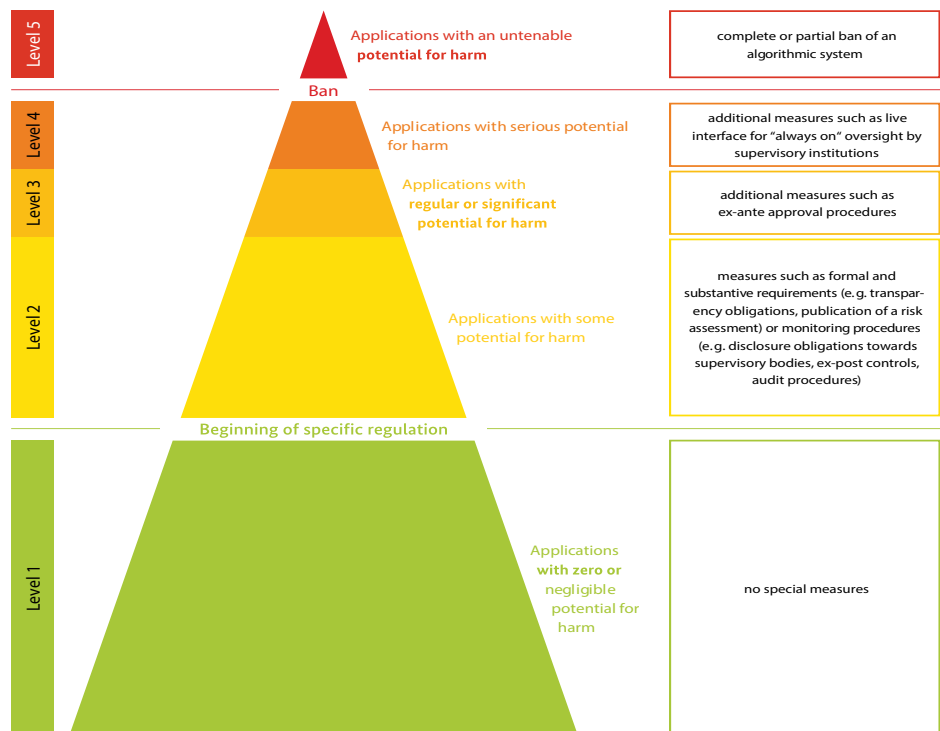 Level 5
Applications with an untenable
potential for harm
complete or partial ban of an
algorithmic system
Ban
Level 4
Applications with serious potential
for harm
additional measures such as live
interface for “always on“ oversight by
supervisory institutions
Level 3
Applications with
regular or significant
potential for harm
additional measures such as
ex-ante approval procedures
Level 2
Applications with some
potential for harm
measures such as formal and
substantive requirements (e. g. transpar-
ency obligations, publication of a risk
assessment) or monitoring procedures
(e. g. disclosure obligations towards
supervisory bodies, ex-post controls,
audit procedures)
Beginning of specific regulation
Level 1
Applications
with zero or
negligible
potential for
harm
no special measures